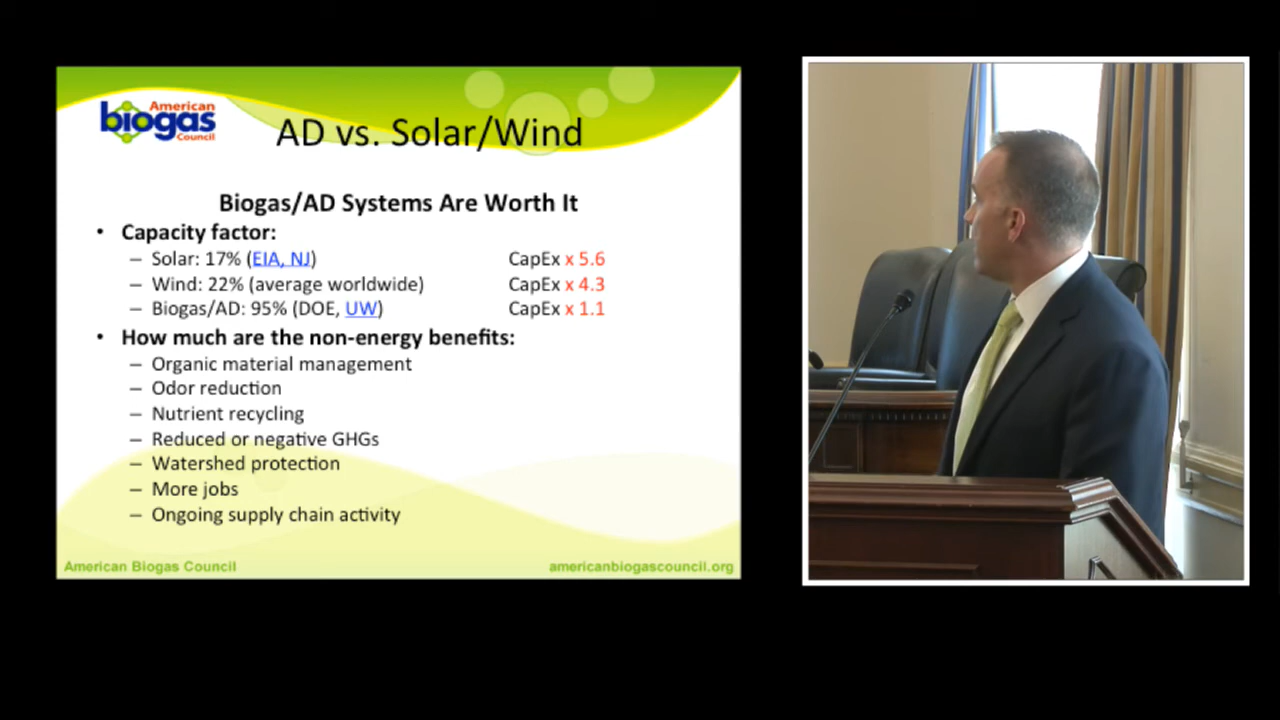 American
biogas
Council
AD vs. Solar/Wind
Biogas/AD Systems Are Worth It
• Capacity factor:
– Solar: 17% (EIA, NJ) CapEx x 5.6
– Wind: 22% (average worldwide) CapEx x 4.3
– Biogas/AD: 95% (DOE, UW) CapEx x 1.1
• How much are the non-energy benefits:
– Organic material management
– Odor reduction
– Nutrient recycling
– Reduced or negative GHGs
– Watershed protection
– More jobs
– Ongoing supply chain activity
American Biogas Council americanbiogascouncil.org